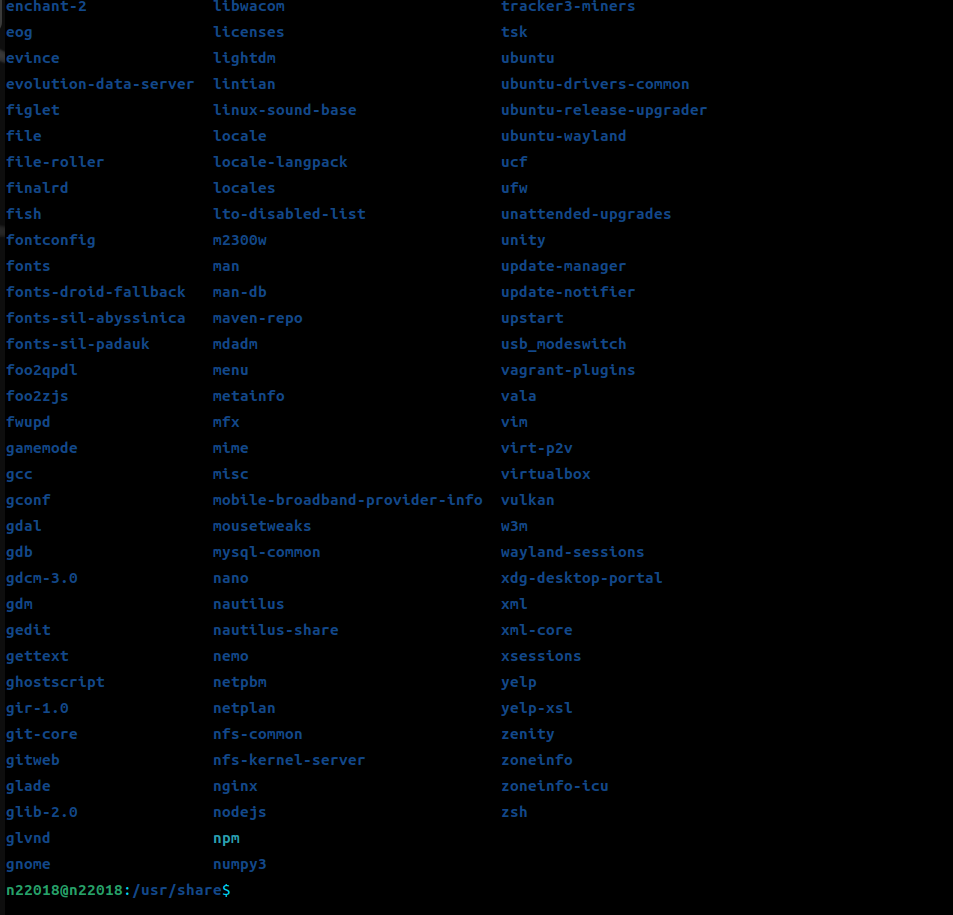 enchant-2 libwacom tracker3-miners
eog licenses tsk
evince lightdm ubuntu
evolution-data-server lintian ubuntu-drivers-common
figlet linux-sound-base ubuntu-release-upgrader
file locale ubuntu-wayland
file-roller locale-langpack ucf
finalrd locales ufw
fish lto-disabled-list unattended-upgrades
fontconfig m2300w unity
fonts man update-manager
fonts-droid-fallback man-db update-notifier
fonts-sil-abyssinica maven-repo upstart
fonts-sil-padauk mdadm usb_modeswitch
foo2qpdl menu vagrant-plugins
foo2zjs metainfo vala
fwupd mfx vim
gamemode mime virt-p2v
gcc misc virtualbox
gconf mobile-broadband-provider-info vulkan
gdal mousetweaks w3m
gdb mysql-common wayland-sessions
gdcm-3.0 nano xdg-desktop-portal
gdm nautilus xml
gedit nautilus-share xml-core
gettext nemo xsessions
ghostscript netpbm yelp
gir-1.0 netplan yelp-xsl
git-core nfs-common zenity
gitweb nfs-kernel-server zoneinfo
glade nginx zoneinfo-icu
glib-2.0 nodejs zsh
glvnd npm
gnome numpy3
n22018@n22018:/usr/share$